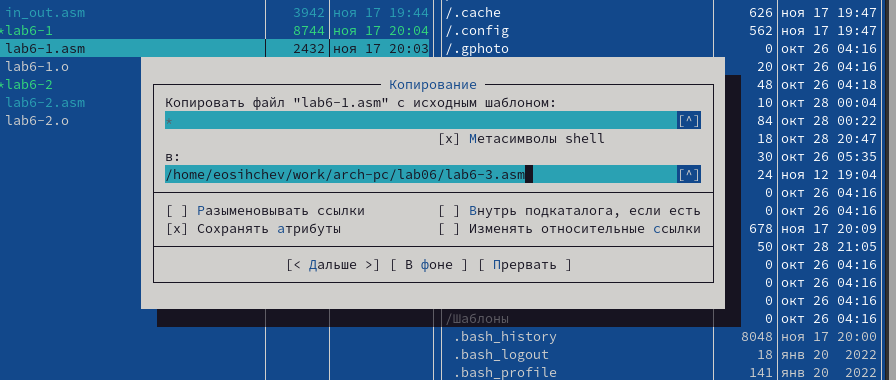 in_out.asm 3942 ноя 17 19:44 /.cache 626 ноя 17 19:47
*lab6-1 8744 ноя 17 20:04 /.config 562 ноя 17 19:47
lab6-1.asm 2432 ноя 17 20:03 /.gphoto 0 окт 26 04:16
lab6-1.o 20 окт 26 04:16
*lab6-2 Копирование 48 окт 26 04:18
lab6-2.asm Копировать файл "lab6-1.asm" с исходным шаблоном: 10 окт 28 00:04
lab6-2.o * [^] 84 окт 28 00:22
[x] Метасимволы shell 18 окт 28 20:47
в: 30 окт 26 05:35
/home/eosihchev/work/arch-pc/lab06/lab6-3.asm [^] 24 ноя 12 19:04
0 окт 26 04:16
[ ] Разыменовывать ссылки [ ] Внутрь подкаталога, если есть 0 окт 26 04:16
[x] Сохранять атрибуты [ ] Изменять относительные ссылки 678 ноя 17 20:09
50 окт 28 21:05
[< Дальше >] [ В фоне ] [ Прервать ] 0 окт 26 04:16
0 окт 26 04:16
0 окт 26 04:16
/Шаблоны 0 окт 26 04:16
.bash_history 8048 ноя 17 20:00
.bash_logout 18 янв 20 2022
.bash_profile 141 янв 20 2022